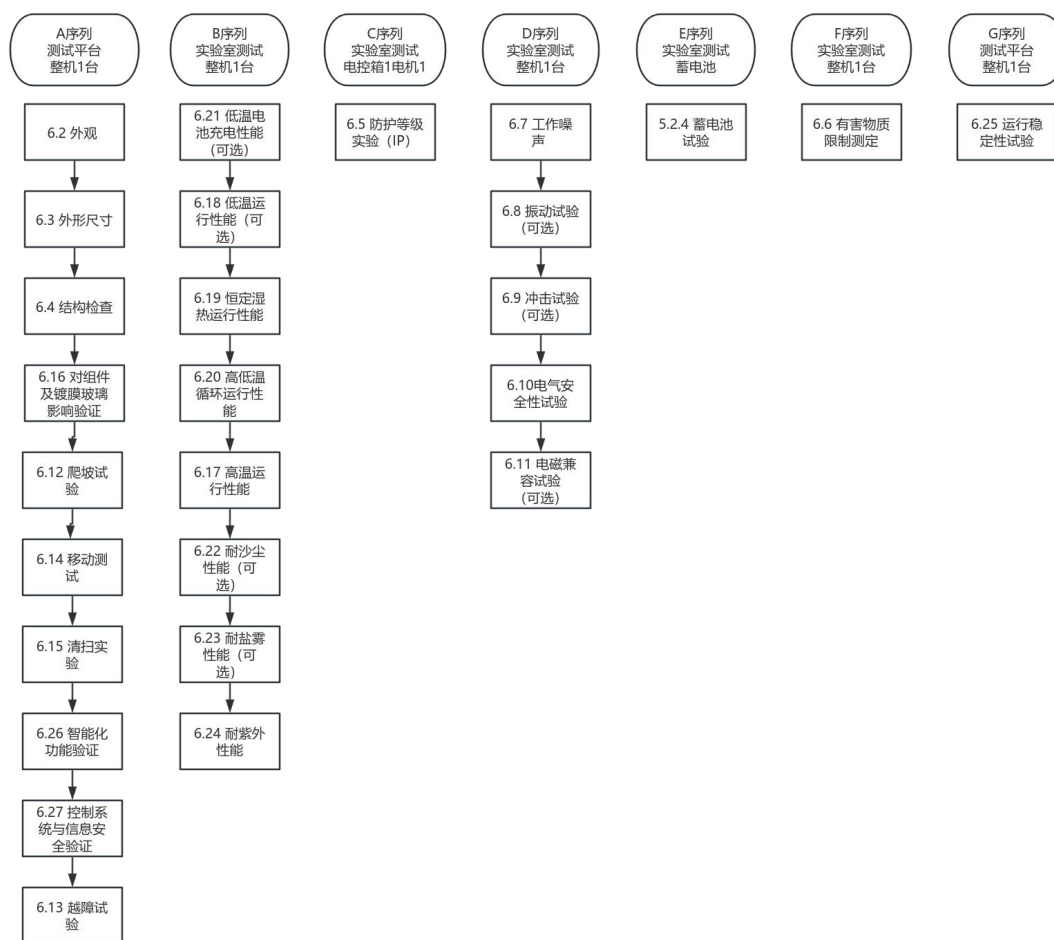 A序列
测试平台
整机1台
6.2 外观
6.3 外形尺寸
6.4 结构检查
6.16 对组件
及镀膜玻璃
影响验证
6.12 爬坡试
验
6.14 移动测
试
6.15 清扫实
验
6.26 智能化
功能验证
6.27 控制系
统与信息安
全验证
6.13 越障试
验
B序列
实验室测试
整机1台
6.21 低温电
池充电性能
(可选)
6.18 低温运
行性能（可
选）
6.19 恒定湿
热运行性能
6.20 高低温
循环运行性
能
6.17 高温运
行性能
6.22 耐沙尘
性能（可
选）
6.23 耐盐雾
性能（可
选）
6.24 耐紫外
性能
C序列
实验室测试
电控箱1电机1
6.5 防护等级
实验（IP）
D序列
实验室测试
整机1台
6.7 工作噪
声
6.8 振动试验
（可选）
6.9 冲击试验
（可选）
6.10电气安
全性试验
6.11 电磁兼
容试验
（可选）
E序列
实验室测试
蓄电池
5.2.4 蓄电池
试验
F序列
实验室测试
整机1台
6.6 有害物质
限制测定
G序列
测试平台
整机1台
6.25 运行稳
定性试验